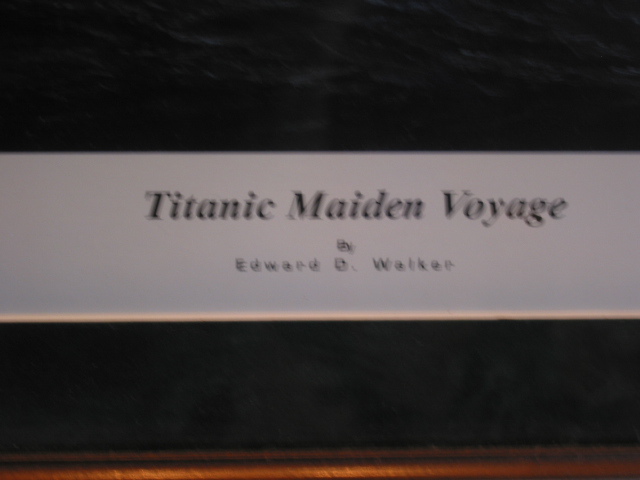 Titanic Maiden Voyage
By
Edward D. Walker